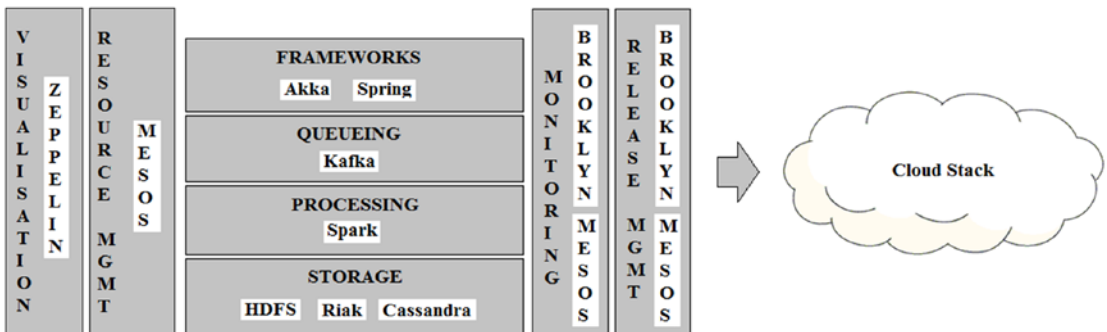 VISUALISATION
ZEPPELIN
RESOURCE MGMT
MESOS
FRAMEWORKS
Akka Spring
QUEUEING
Kafka
PROCESSING
Spark
STORAGE
HDFS Riak Cassandra
MONITORING
BROOKLYN
MESOS
RELEASE MGMT
BROOKLYN
MESOS
Cloud Stack